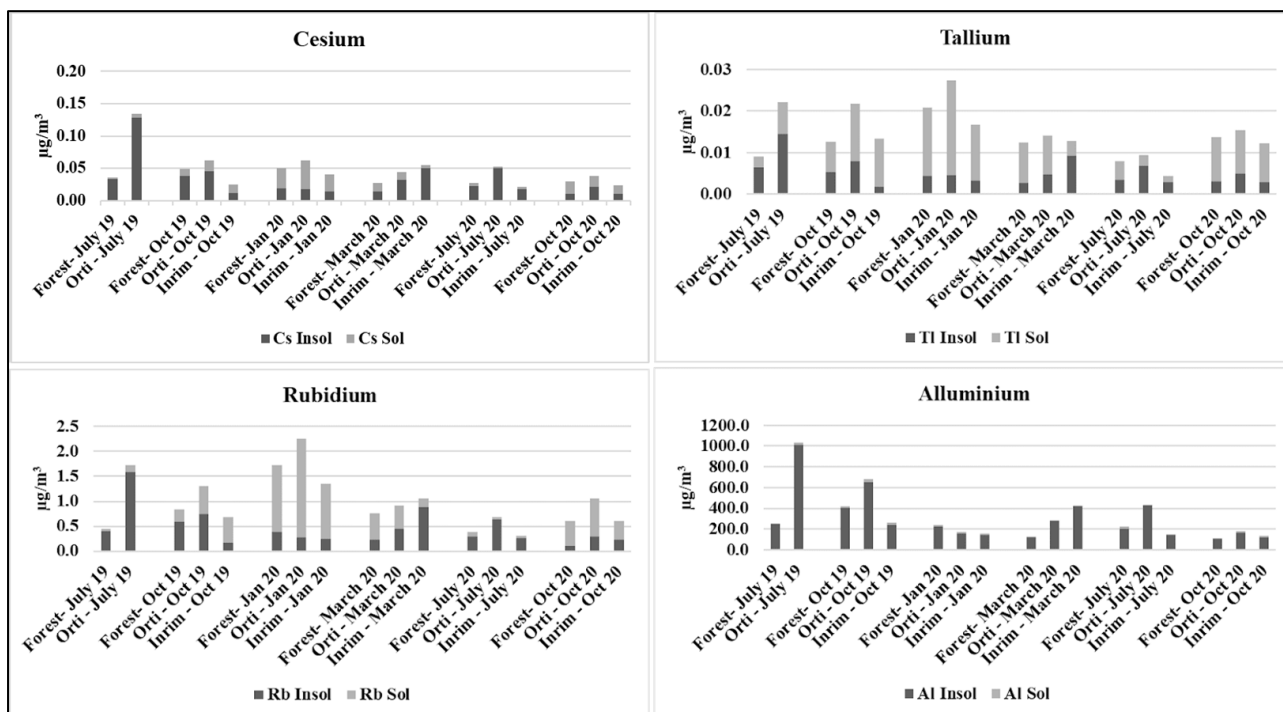 Cesium
µg/m³
0.20
0.15
0.10
0.05
0.00
Forest- July 19
Orti - July 19
Forest- Oct 19
Orti - Oct 19
Inrim - Oct 19
Forest- Jan 20
Orti - Jan 20
Inrim - Jan 20
Forest- March 20
Orti - March 20
Inrim - March 20
Forest- July 20
Orti - July 20
Inrim - July 20
Forest- Oct 20
Orti - Oct 20
Inrim - Oct 20
Cs Insol Cs Sol
Tallium
µg/m³
0.03
0.02
0.01
0.00
Forest- July 19
Orti - July 19
Forest- Oct 19
Orti - Oct 19
Inrim - Oct 19
Forest- Jan 20
Orti - Jan 20
Inrim - Jan 20
Forest- March 20
Orti - March 20
Inrim - March 20
Forest- July 20
Orti - July 20
Inrim - July 20
Forest- Oct 20
Orti - Oct 20
Inrim - Oct 20
Tl Insol Tl Sol
Rubidium
µg/m³
2.5
2.0
1.5
1.0
0.5
0.0
Forest- July 19
Orti - July 19
Forest- Oct 19
Orti - Oct 19
Inrim - Oct 19
Forest- Jan 20
Orti - Jan 20
Inrim - Jan 20
Forest- March 20
Orti - March 20
Inrim - March 20
Forest- July 20
Orti - July 20
Inrim - July 20
Forest- Oct 20
Orti - Oct 20
Inrim - Oct 20
Rb Insol Rb Sol
Alluminium
µg/m³
1200.0
1000.0
800.0
600.0
400.0
200.0
0.0
Forest- July 19
Orti - July 19
Forest- Oct 19
Orti - Oct 19
Inrim - Oct 19
Forest- Jan 20
Orti - Jan 20
Inrim - Jan 20
Forest- March 20
Orti - March 20
Inrim - March 20
Forest- July 20
Orti - July 20
Inrim - July 20
Forest- Oct 20
Orti - Oct 20
Inrim - Oct 20
Al Insol Al Sol